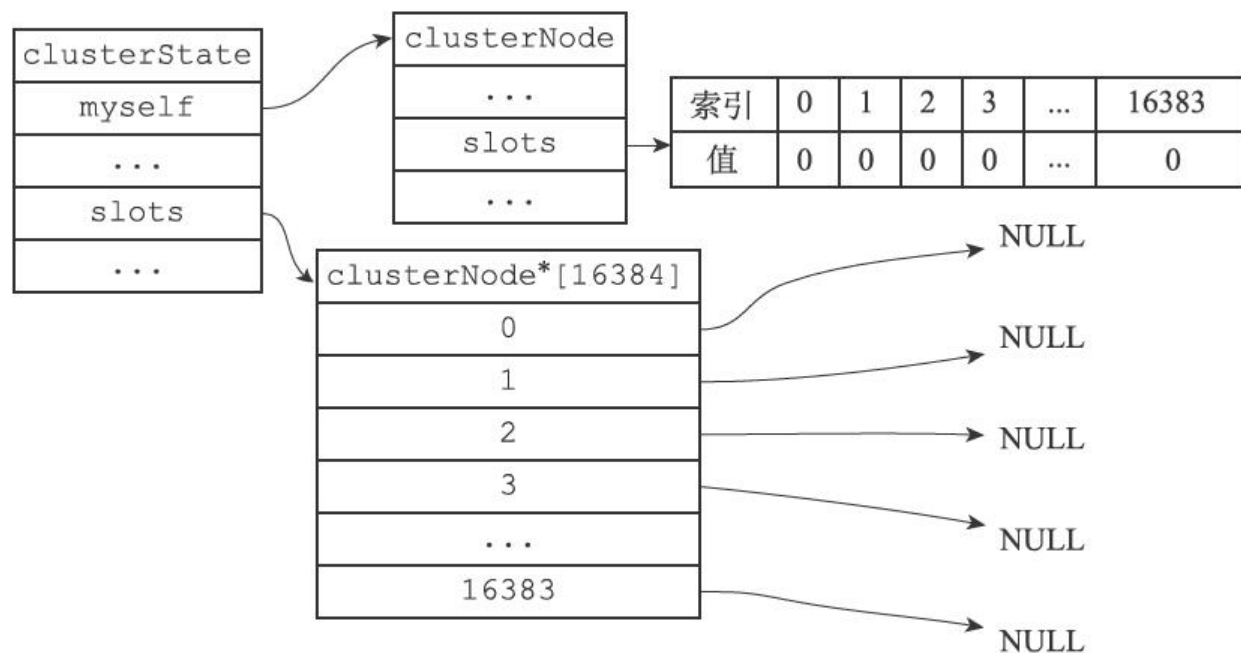 clusterState
myself
...
slots
...
clusterNode
...
slots
...
索引 0 1 2 3 ... 16383
值 0 0 0 0 ... 0
clusterNode*[16384]
0
1
2
3
...
16383
NULL
NULL
NULL
NULL
NULL